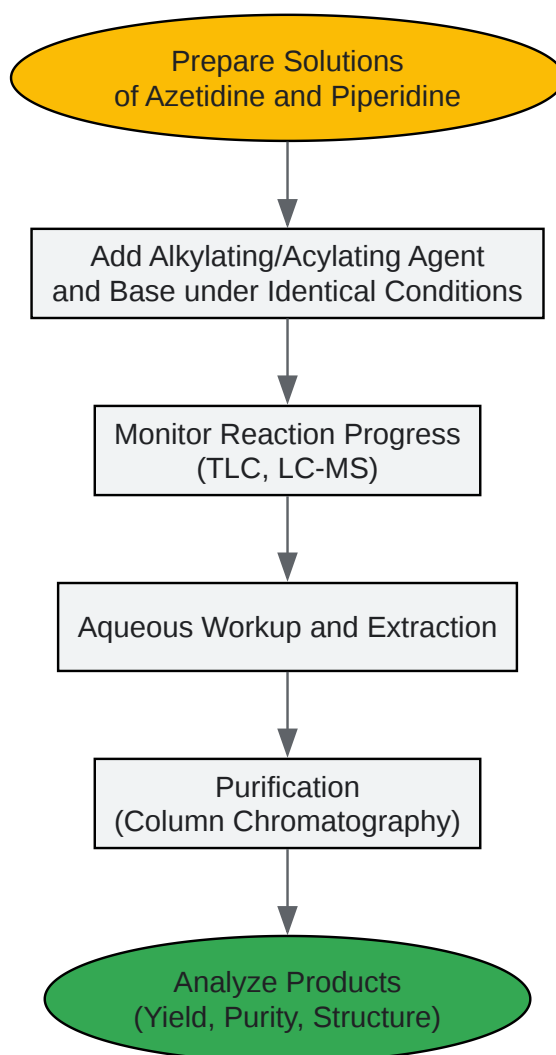 Prepare Solutions
of Azetidine and Piperidine
Add Alkylating/Acylating Agent
and Base under Identical Conditions
Monitor Reaction Progress
(TLC, LC-MS)
Aqueous Workup and Extraction
Purification
(Column Chromatography)
Analyze Products
(Yield, Purity, Structure)